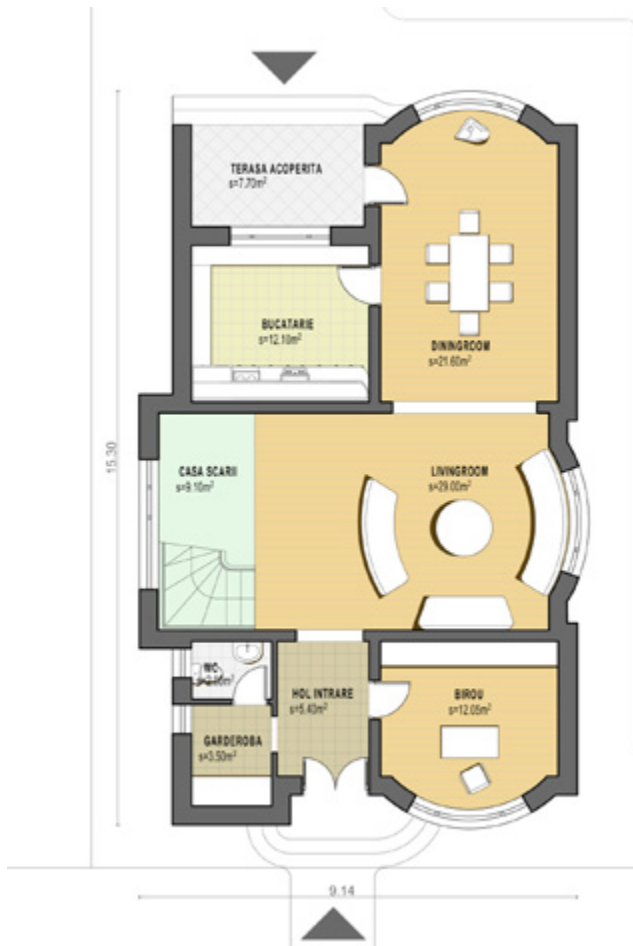 TERASA ACOPERITA
s=7.70m²
BUCATARIE
s=12.10m²
DININGROOM
s=21.60m²
15.30
CASA SCARII
s=9.10m²
LIVINGROOM
s=29.00m²
WC
HOL INTRARE
s=5.40m²
BIROU
s=12.05m²
GARDEROBA
s=3.50m²
9.14